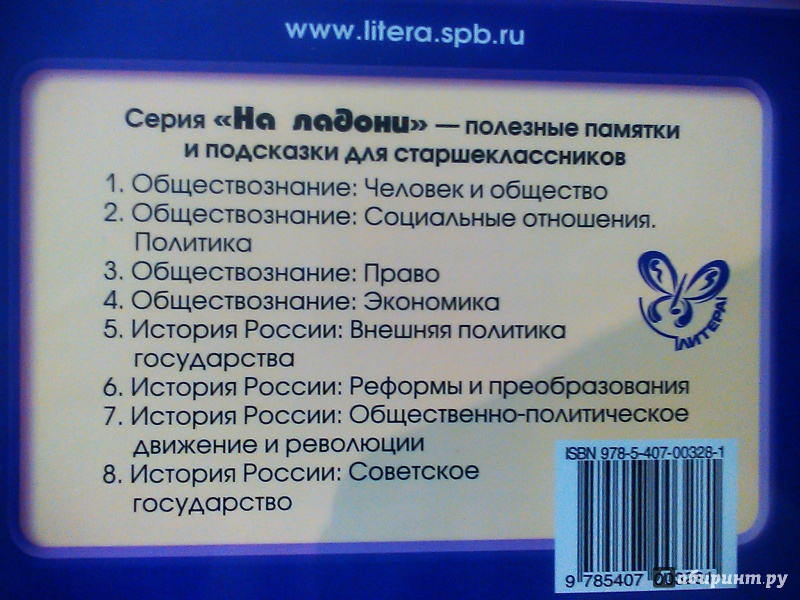 www.litera.spb.ru
Серия «На ладони» — полезные памятки
и подсказки для старшеклассников
1. Обществознание: Человек и общество
2. Обществознание: Социальные отношения.
Политика
3. Обществознание: Право
4. Обществознание: Экономика
5. История России: Внешняя политика
государства
6. История России: Реформы и преобразования
7. История России: Общественно-политическое
движение и революции
8. История России: Советское
государство
ЛИТЕРА
ISBN 978-5-407-00328-1
9 785407
Лабиринт.ру